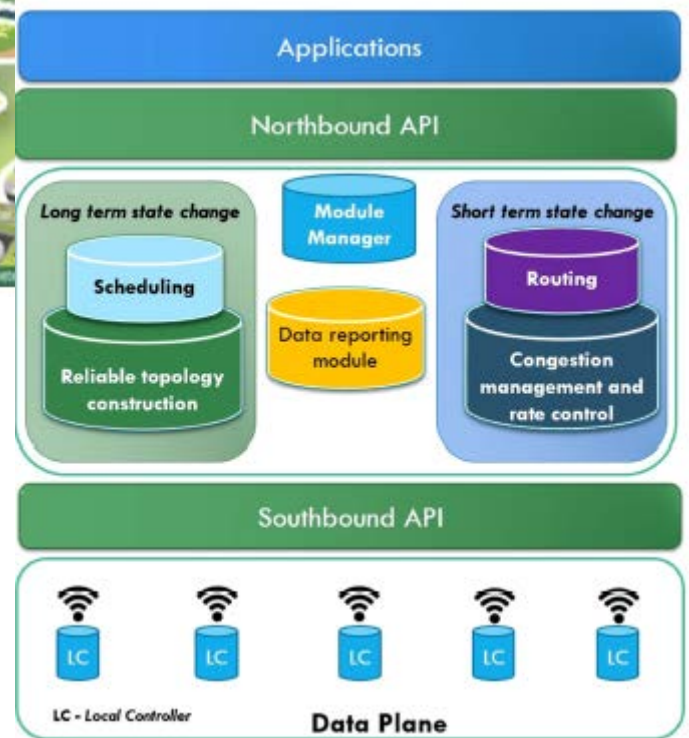 Applications
Northbound API
Long term state change
Scheduling
Reliable topology
construction
Module
Manager
Data reporting
module
Short term state change
Routing
Congestion
management and
rate control
Southbound API
LC
LC
LC
LC
LC
LC - Local Controller
Data Plane